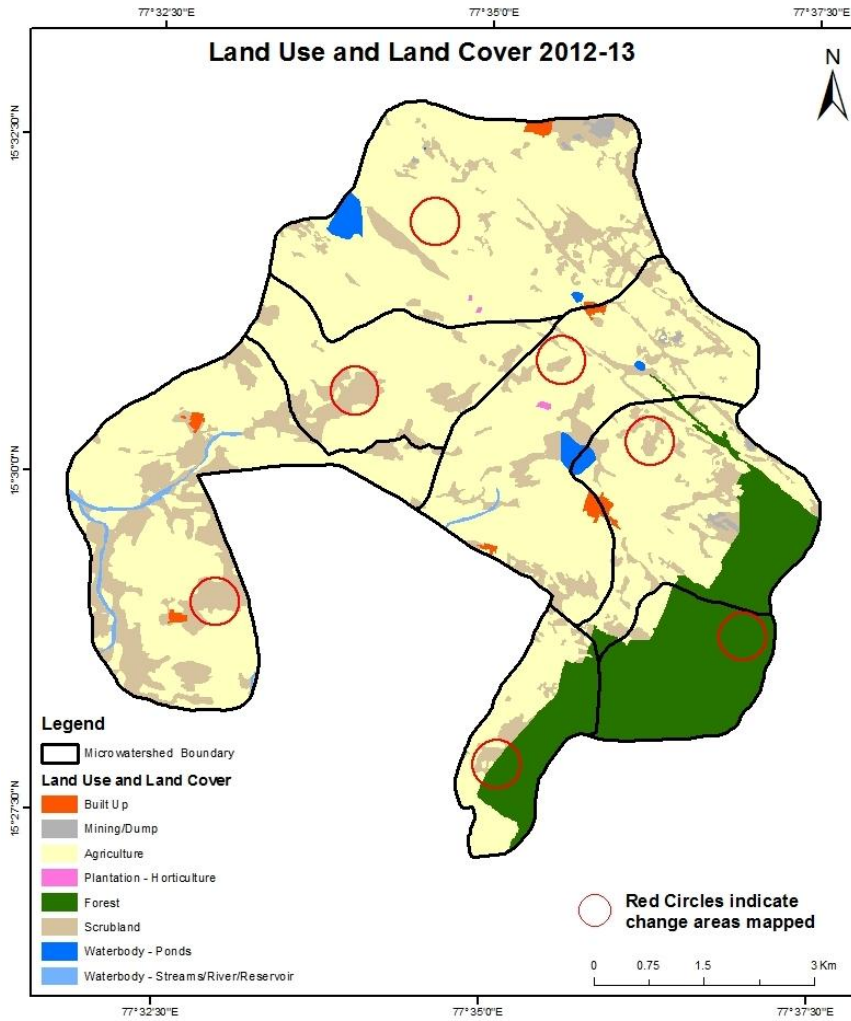 77°32'30"E 77°35'0"E 77°37'30"E
Land Use and Land Cover 2012-13
N
15°32'30"N
15°30'0"N
15°27'30"N
Legend
Microwatershed Boundary
Land Use and Land Cover
Built Up
Mining/Dump
Agriculture
Plantation - Horticulture
Forest
Scrubland
Waterbody - Ponds
Waterbody - Streams/River/Reservoir
Red Circles indicate
change areas mapped
0 0.75 1.5 3 Km
77°32'30"E 77°35'0"E 77°37'30"E